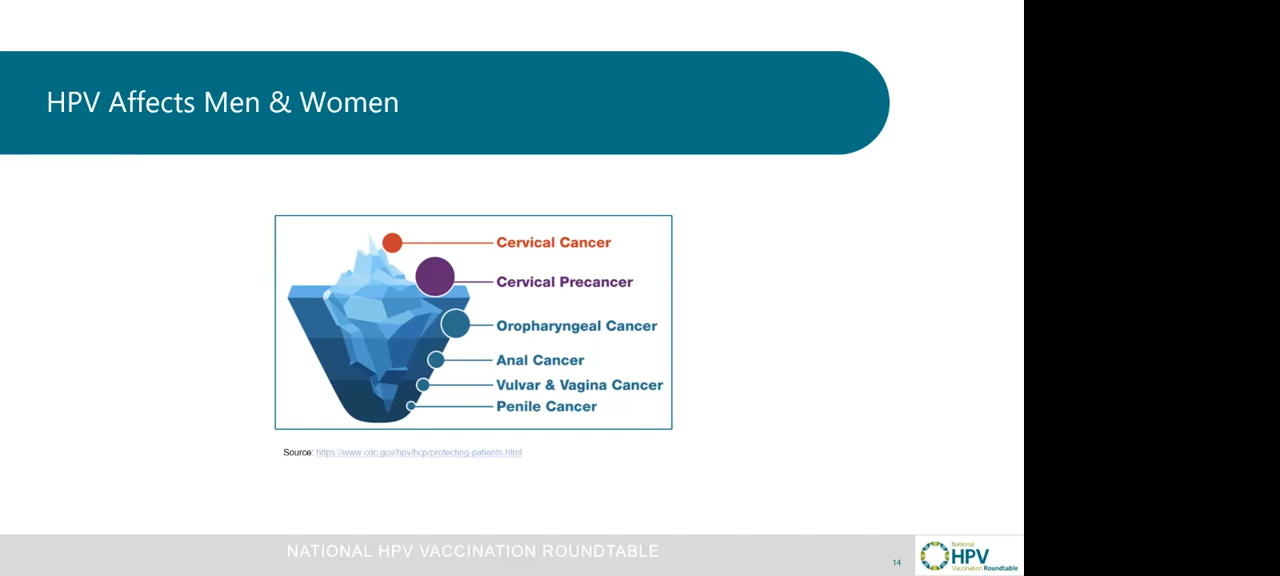 HPV Affects Men & Women
Cervical Cancer
Cervical Precancer
Oropharyngeal Cancer
Anal Cancer
Vulvar & Vagina Cancer
Penile Cancer
Source: https://www.cdc.gov/hpv/hcp/protecting-patients.html
NATIONAL HPV VACCINATION ROUNDTABLE
14
National
HPV
Vaccination Roundtable